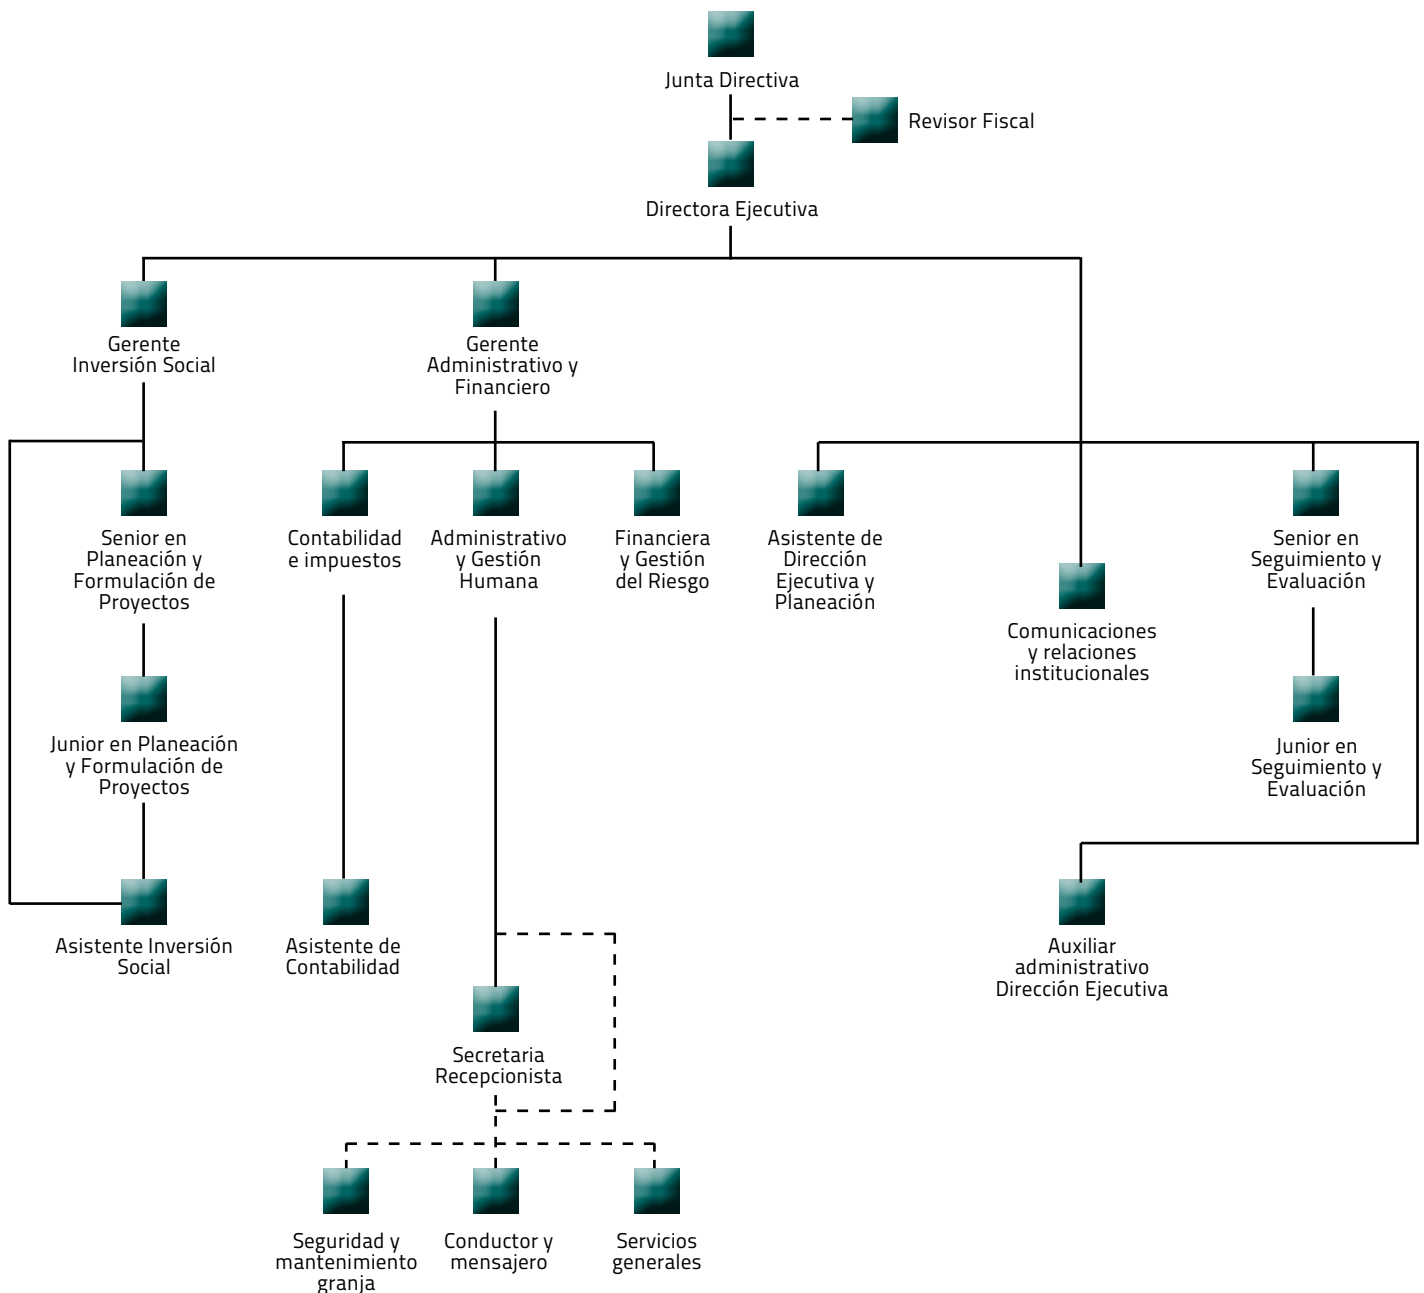 Junta Directiva
Revisor Fiscal
Directora Ejecutiva
Gerente
Inversión Social
Gerente
Administrativo y
Financiero
Senior en
Planeación y
Formulación de
Proyectos
Contabilidad
e impuestos
Administrativo
y Gestión
Humana
Financiera
y Gestión
del Riesgo
Asistente de
Dirección
Ejecutiva y
Planeación
Comunicaciones
y relaciones
institucionales
Senior en
Seguimiento y
Evaluación
Junior en Planeación
y Formulación de
Proyectos
Junior en
Seguimiento y
Evaluación
Asistente Inversión
Social
Asistente de
Contabilidad
Auxiliar
administrativo
Dirección Ejecutiva
Secretaria
Recepcionista
Seguridad y
mantenimiento
granja
Conductor y
mensajero
Servicios
generales